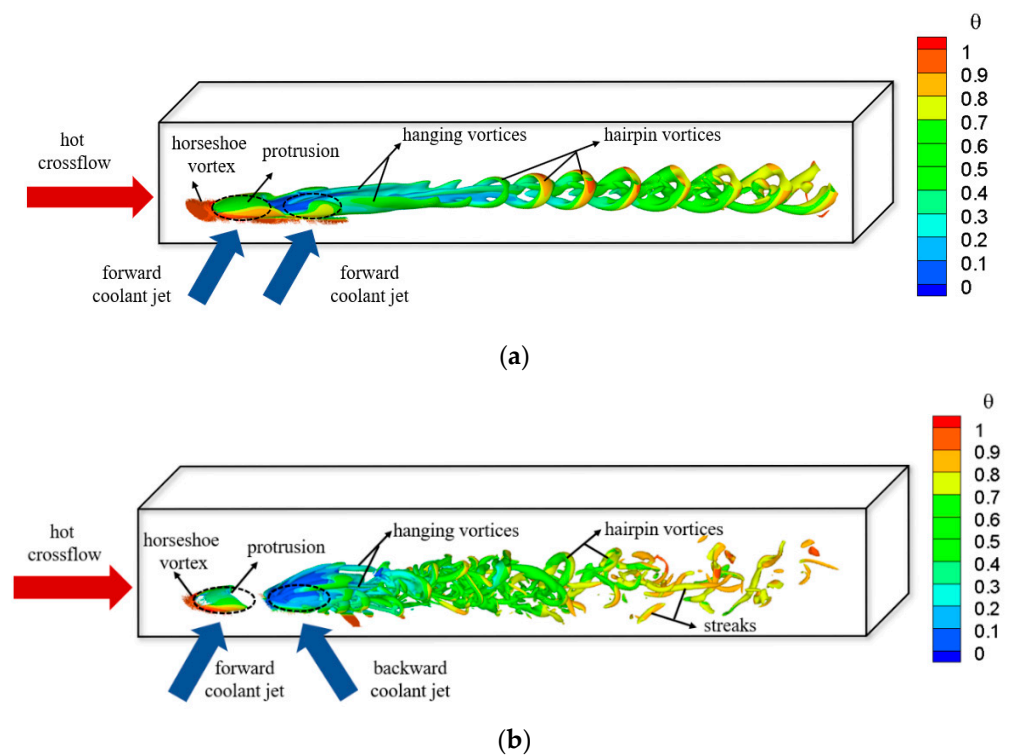 θ
1
0.9
0.8
0.7
0.6
0.5
0.4
0.3
0.2
0.1
0
hot
crossflow
horseshoe
vortex
protrusion
hanging vortices
hairpin vortices
forward
coolant jet
forward
coolant jet
(a)
θ
1
0.9
0.8
0.7
0.6
0.5
0.4
0.3
0.2
0.1
0
hot
crossflow
horseshoe
vortex
protrusion
hanging vortices
hairpin vortices
streaks
forward
coolant jet
backward
coolant jet
(b)